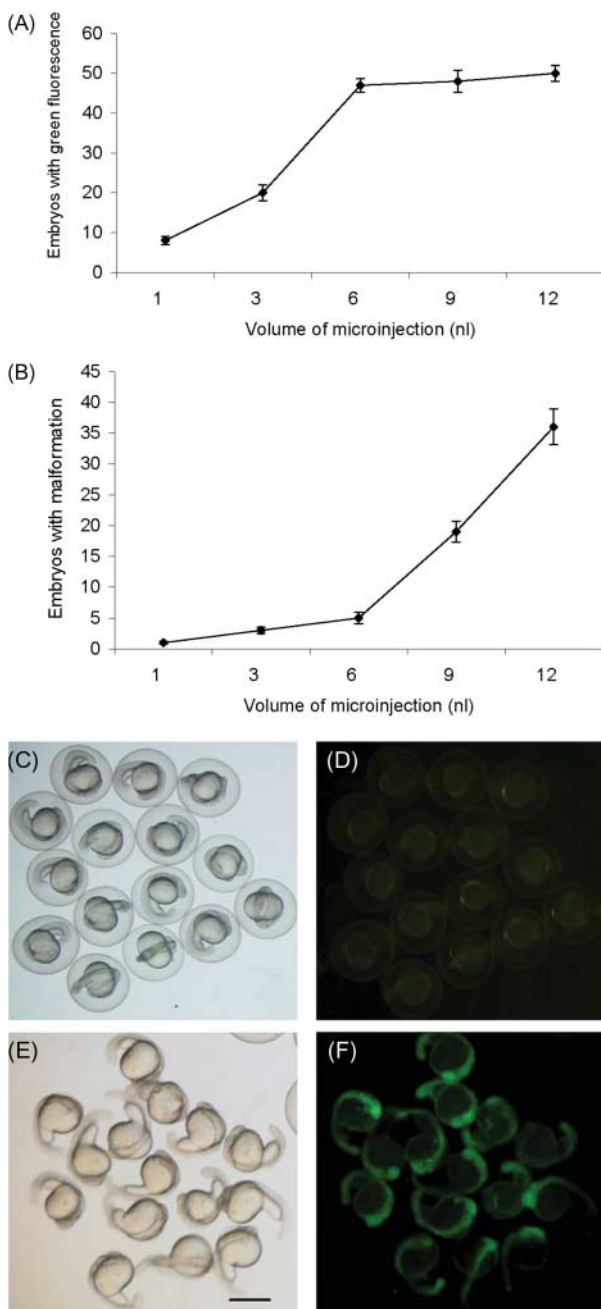 (A)
Embryos with green fluorescence
60
50
40
30
20
10
0
1 3 6 9 12
Volume of microinjection (nl)
(B)
Embryos with malformation
45
40
35
30
25
20
15
10
5
0
1 3 6 9 12
Volume of microinjection (nl)
(C) (D)
(E) (F)